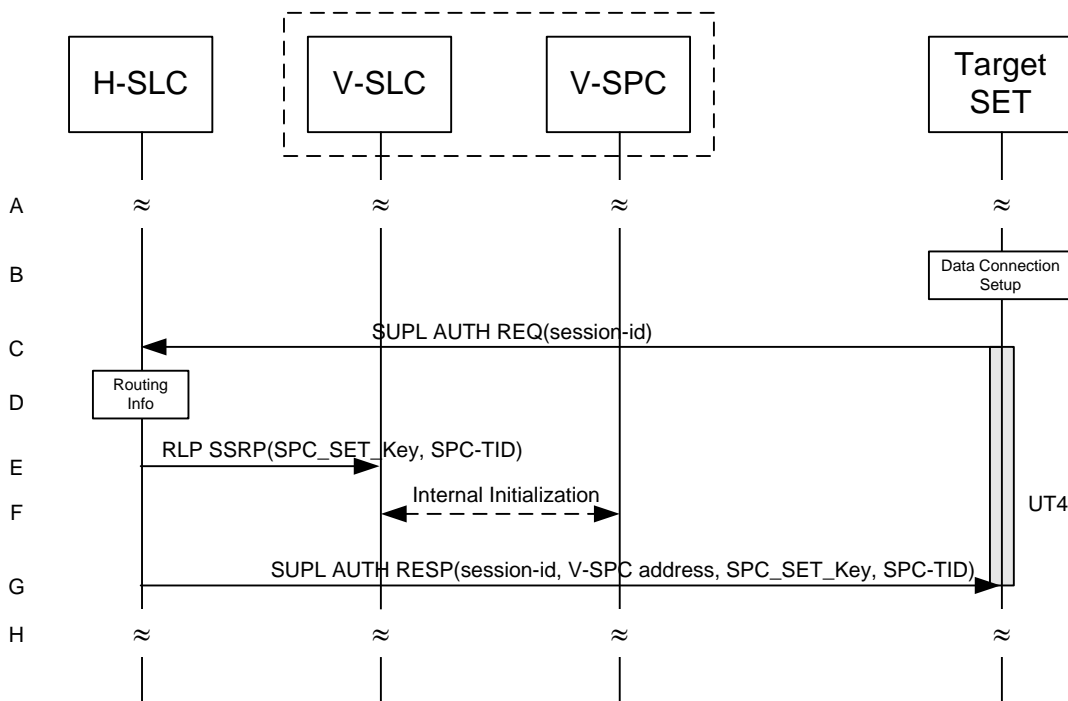 H-SLC
V-SLC
V-SPC
Target
SET
A
≈ ≈ ≈ ≈
B
Data Connection
Setup
SUPL AUTH REQ(session-id)
C
Routing
Info
D
RLP SSRP(SPC_SET_Key, SPC-TID)
E
Internal Initialization
F
UT4
SUPL AUTH RESP(session-id, V-SPC address, SPC_SET_Key, SPC-TID)
G
H
≈ ≈ ≈ ≈